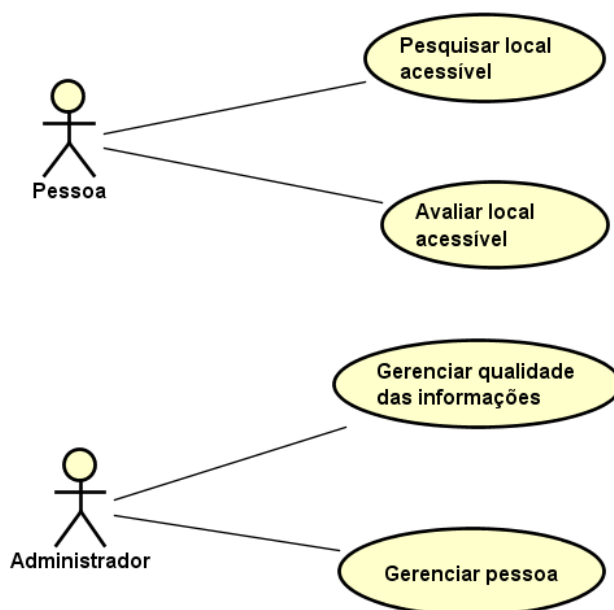 Pesquisar local
acessível
Pessoa
Avaliar local
acessível
Gerenciar qualidade
das informações
Administrador
Gerenciar pessoa